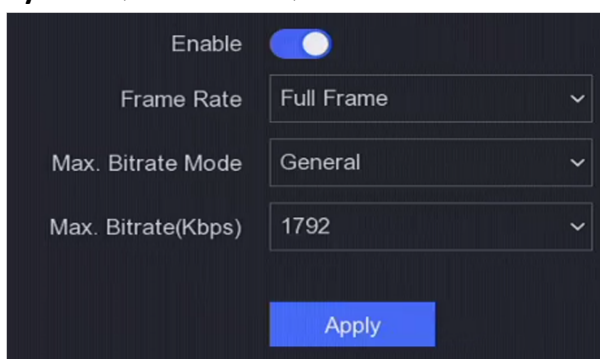 Enable
Frame Rate Full Frame
Max. Bitrate Mode General
Max. Bitrate(Kbps) 1792
Apply